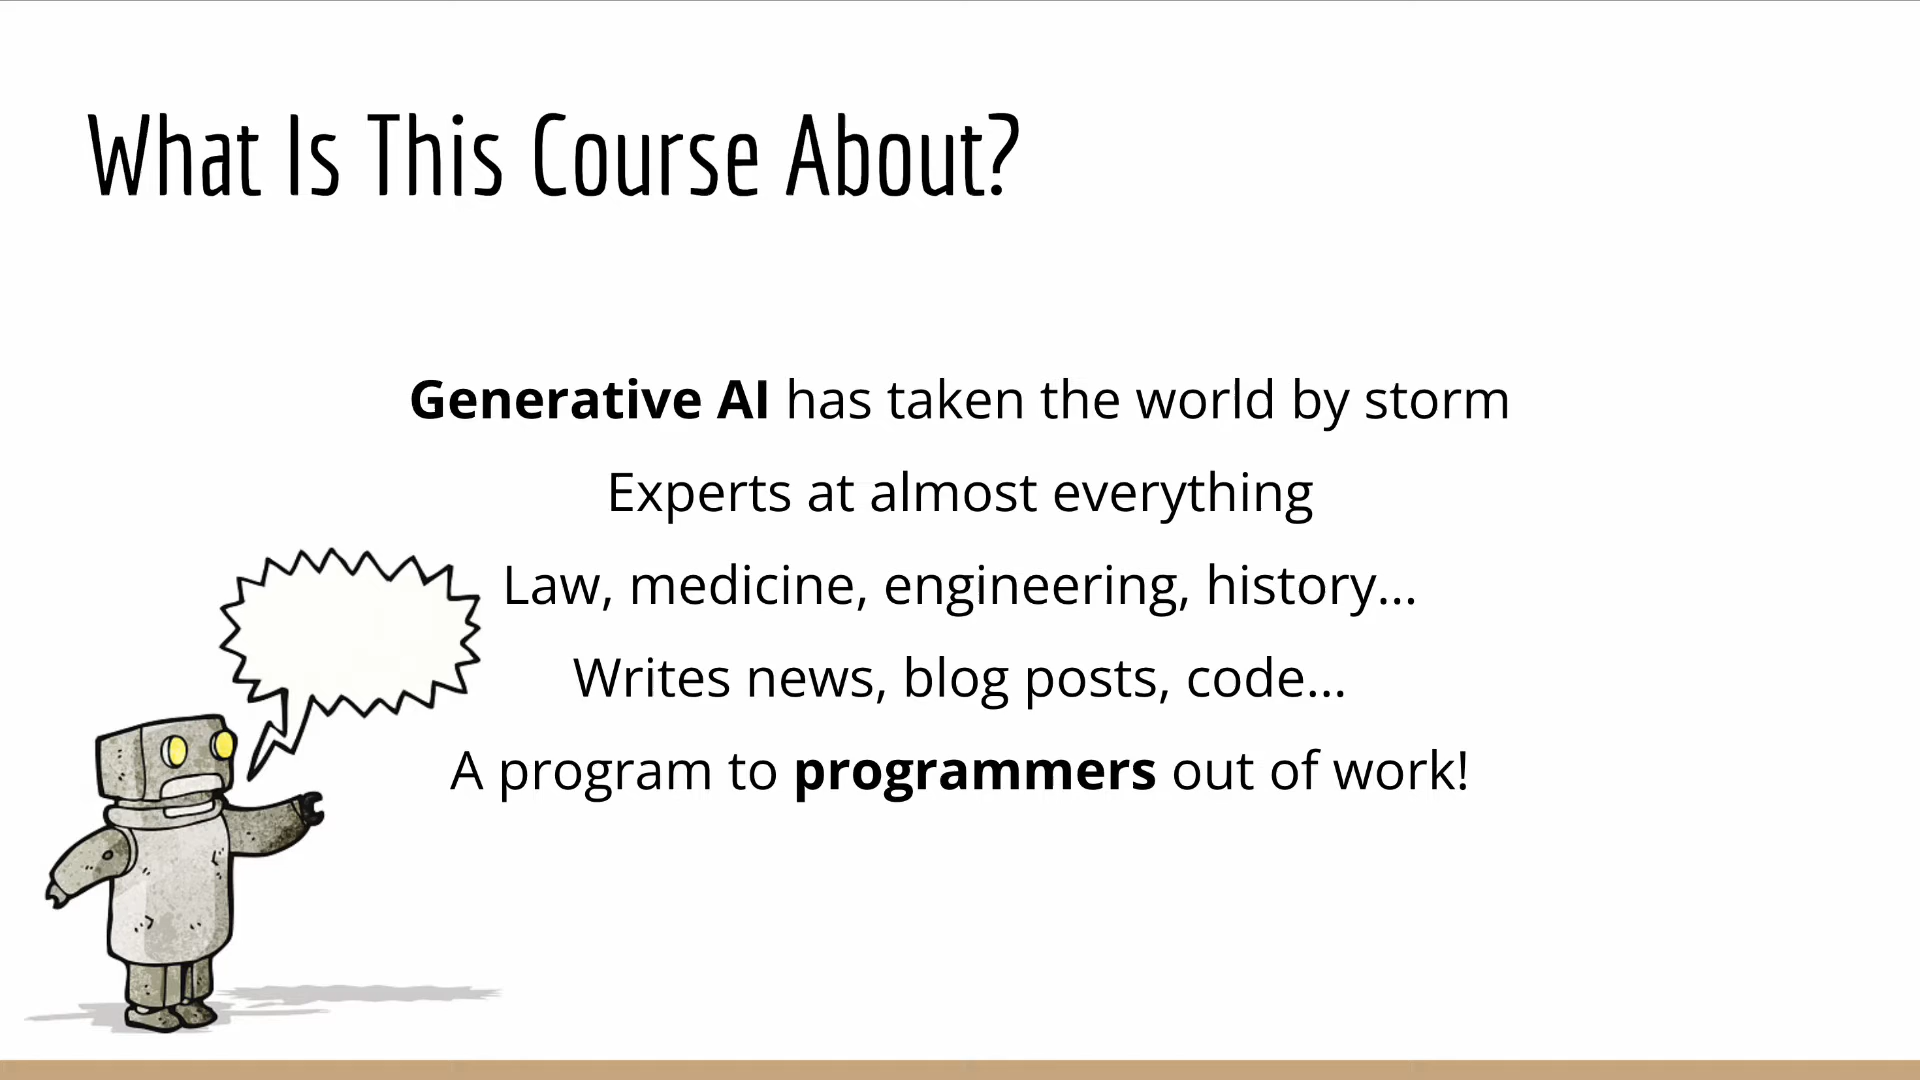 What Is This Course About?
Generative AI has taken the world by storm
Experts at almost everything
Law, medicine, engineering, history...
Writes news, blog posts, code...
A program to programmers out of work!